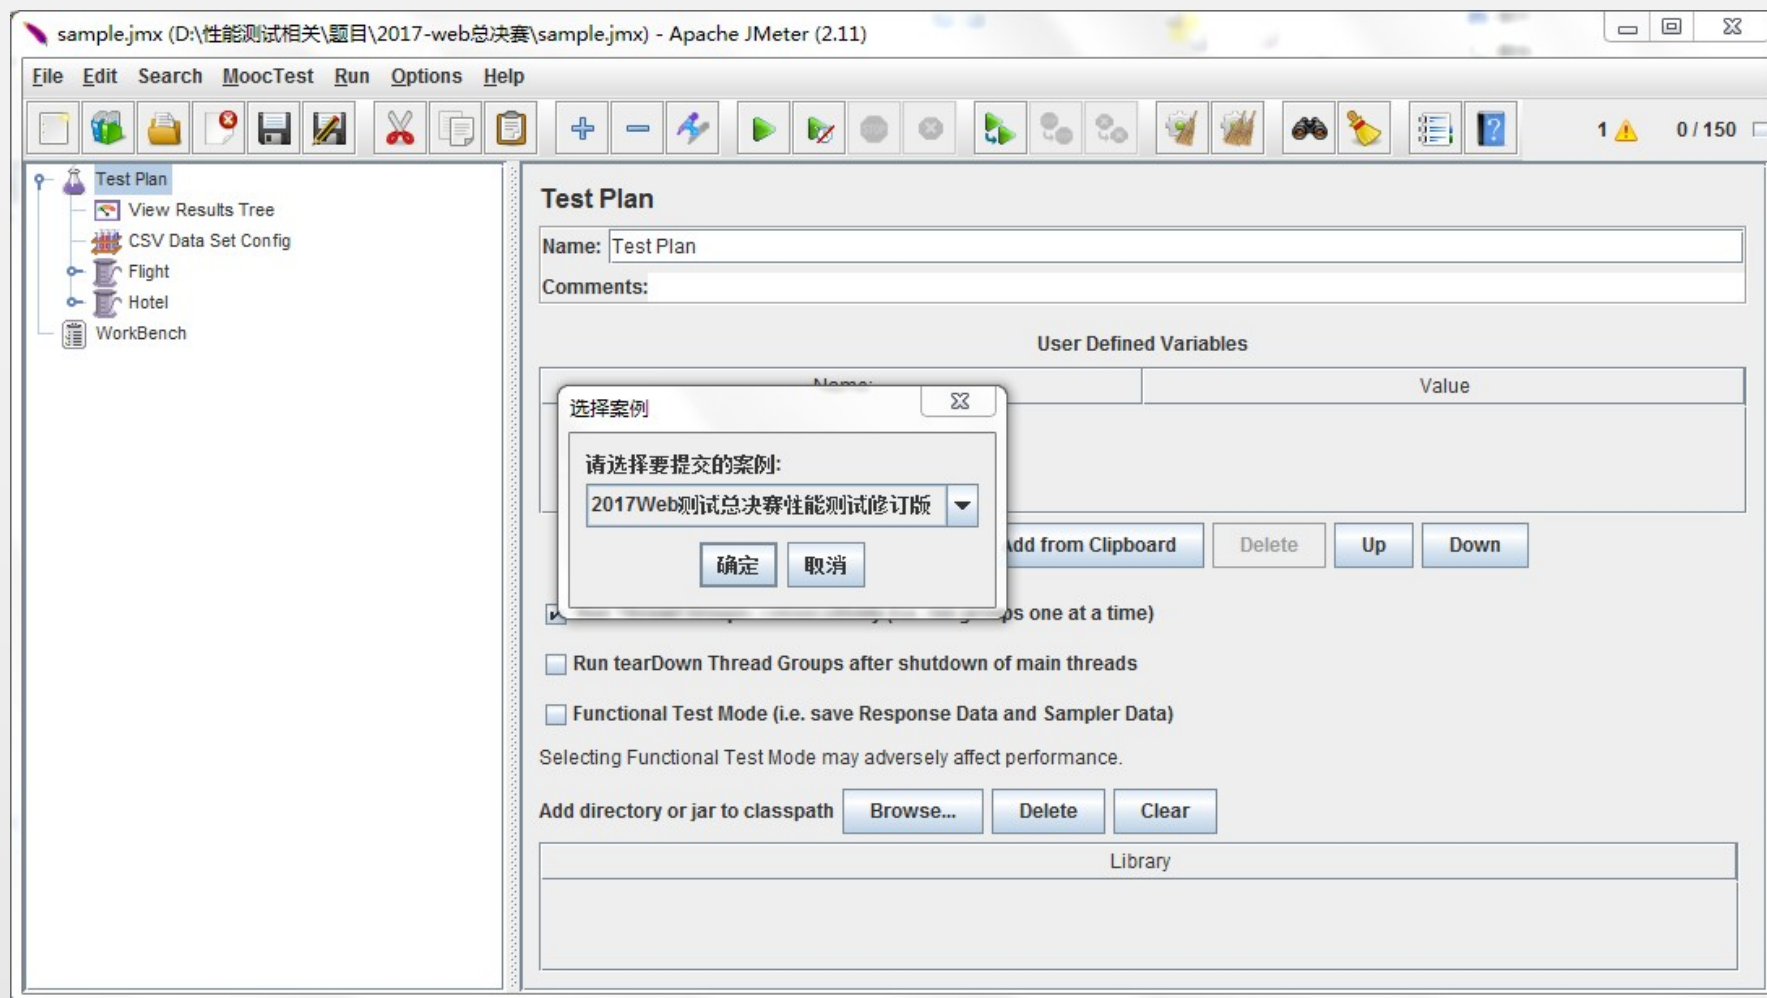 sample.jmx (D:\性能测试相关\题目\2017-web总决赛\sample.jmx) - Apache JMeter (2.11)
File Edit Search MoocTest Run Options Help
1 0 / 150
Test Plan
View Results Tree
CSV Data Set Config
Flight
Hotel
WorkBench
Test Plan
Name: Test Plan
Comments:
User Defined Variables
Name: Value
选择案例
请选择要提交的案例:
2017Web测试总决赛性能测试修订版
确定 取消
Add from Clipboard Delete Up Down
one at a time)
Run tearDown Thread Groups after shutdown of main threads
Functional Test Mode (i.e. save Response Data and Sampler Data)
Selecting Functional Test Mode may adversely affect performance.
Add directory or jar to classpath Browse... Delete Clear
Library